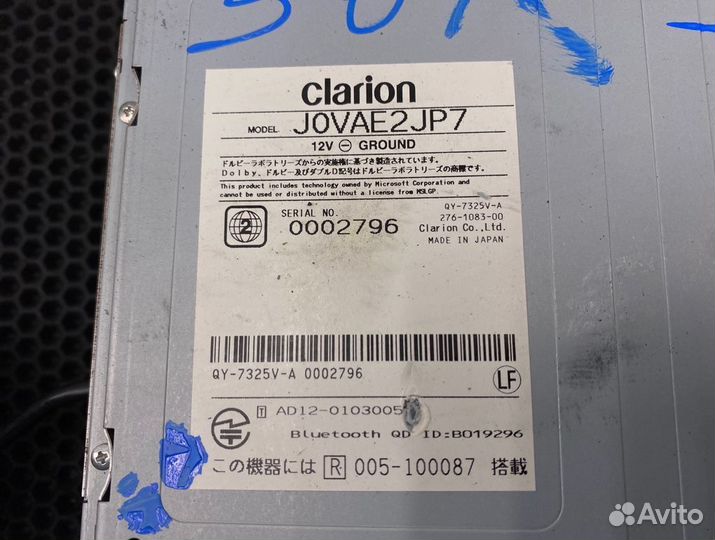 clarion
MODEL J0VAE2JP7
12V ⊖ GROUND
ドルビーラボラトリーズからの実施権に基づき製造されています。
Dolby、ドルビー及びダブルD記号はドルビーラボラトリーズの商標です。
This product includes technology owned by Microsoft Corporation and
cannot be used or distributed without a license from MSLGP.
2
SERIAL NO.
0002796
QY-7325V-A
276-1083-00
Clarion Co.,Ltd.
MADE IN JAPAN
QY-7325V-A 0002796
LF
T AD12-0103005
Bluetooth QD ID:B019296
この機器には R 005-100087 搭載
Avito